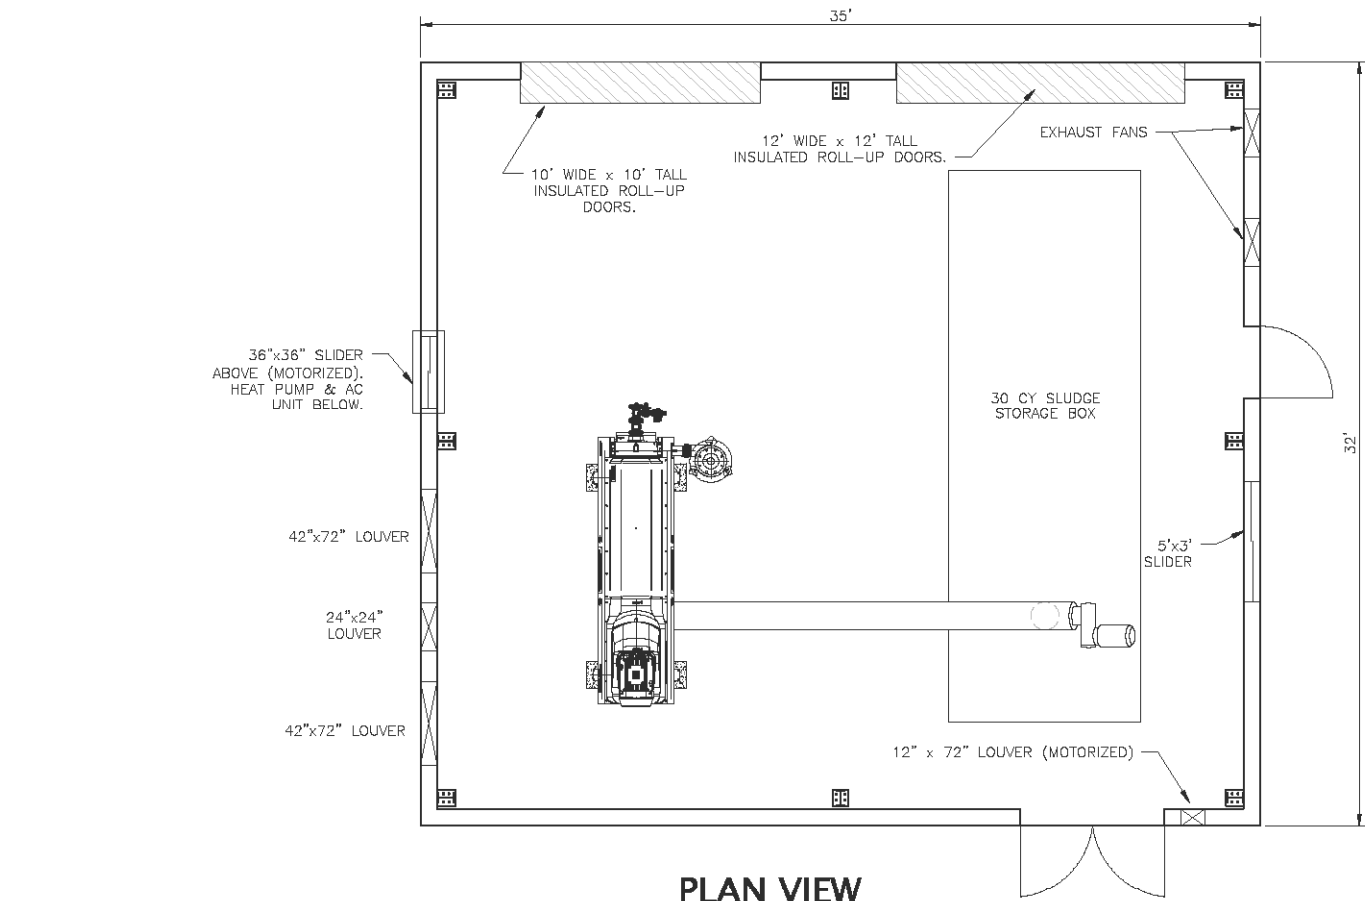 35'
12' WIDE x 12' TALL
INSULATED ROLL-UP DOORS.
EXHAUST FANS
10' WIDE x 10' TALL
INSULATED ROLL-UP
DOORS.
36"x36" SLIDER
ABOVE (MOTORIZED).
HEAT PUMP & AC
UNIT BELOW.
30 CY SLUDGE
STORAGE BOX
32'
42"x72" LOUVER
5'x3'
SLIDER
24"x24"
LOUVER
42"x72" LOUVER
12" x 72" LOUVER (MOTORIZED)
PLAN VIEW